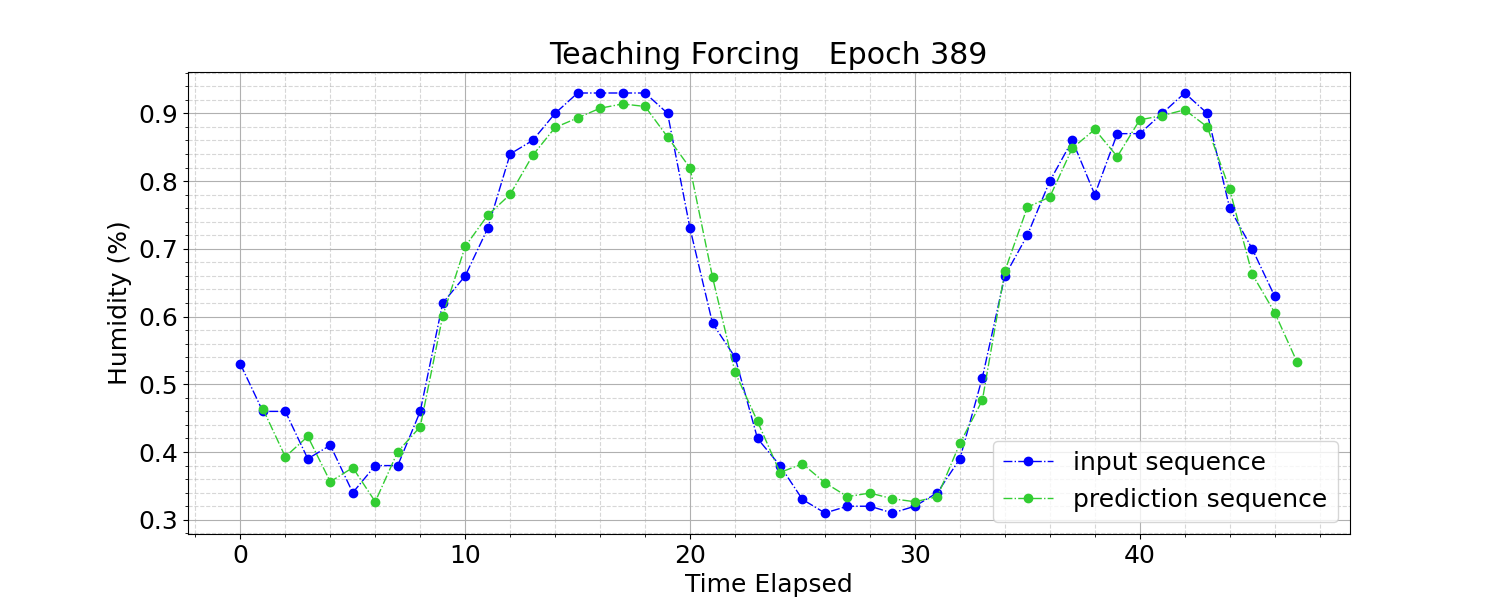 Teaching Forcing   Epoch 389
Humidity (%)
0.9
0.8
0.7
0.6
0.5
0.4
0.3
input sequence
prediction sequence
0 10 20 30 40
Time Elapsed